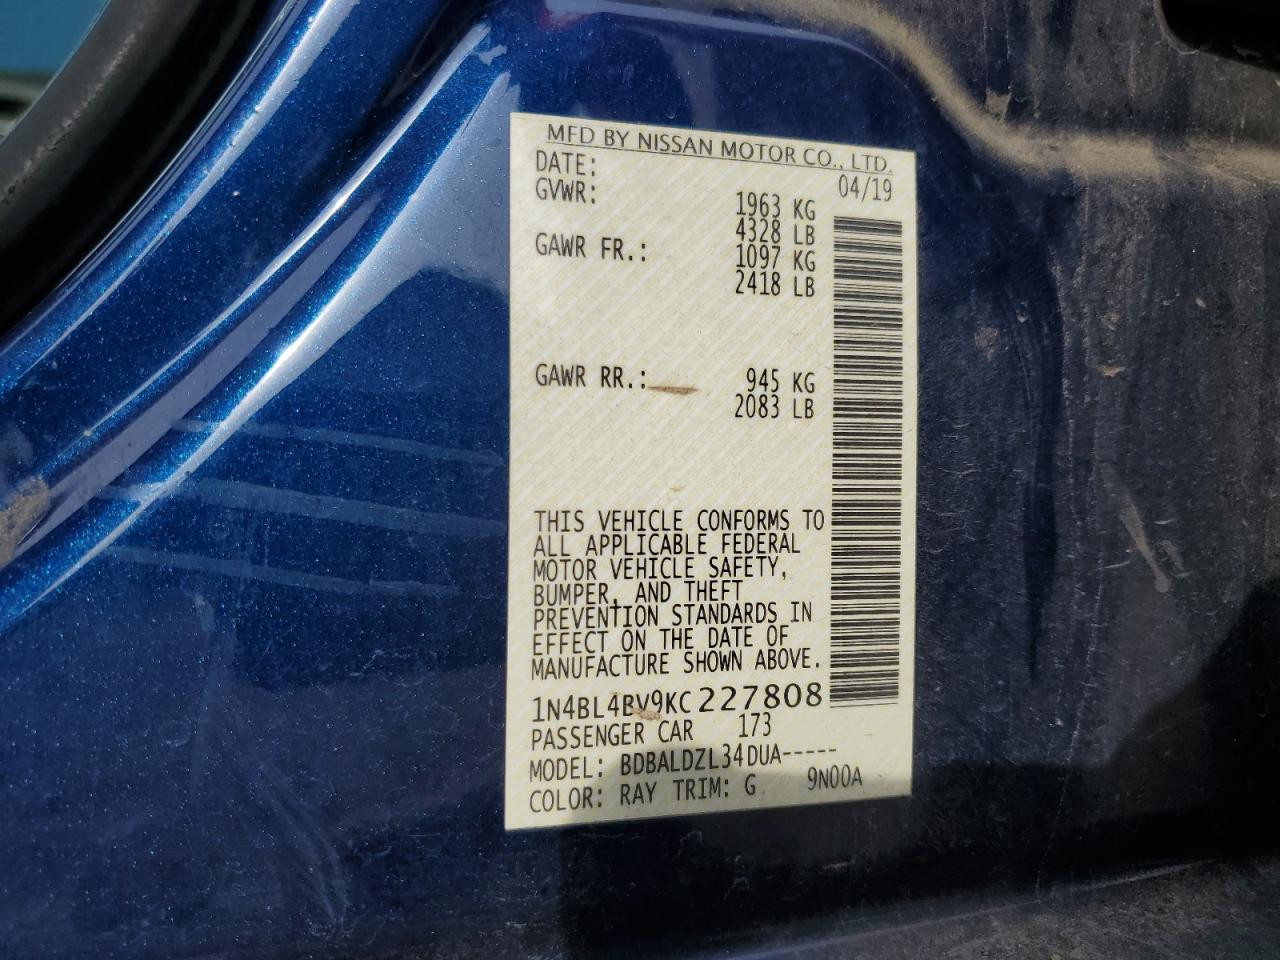 MFD BY NISSAN MOTOR CO., LTD.
DATE: 04/19
GVWR: 1963 KG
4328 LB
GAWR FR.: 1097 KG
2418 LB
GAWR RR.: 945 KG
2083 LB
THIS VEHICLE CONFORMS TO
ALL APPLICABLE FEDERAL
MOTOR VEHICLE SAFETY,
BUMPER, AND THEFT
PREVENTION STANDARDS IN
EFFECT ON THE DATE OF
MANUFACTURE SHOWN ABOVE.
1N4BL4BV9KC227808
PASSENGER CAR 173
MODEL: BDBALDZL34DUA-----
COLOR: RAY TRIM: G 9N00A